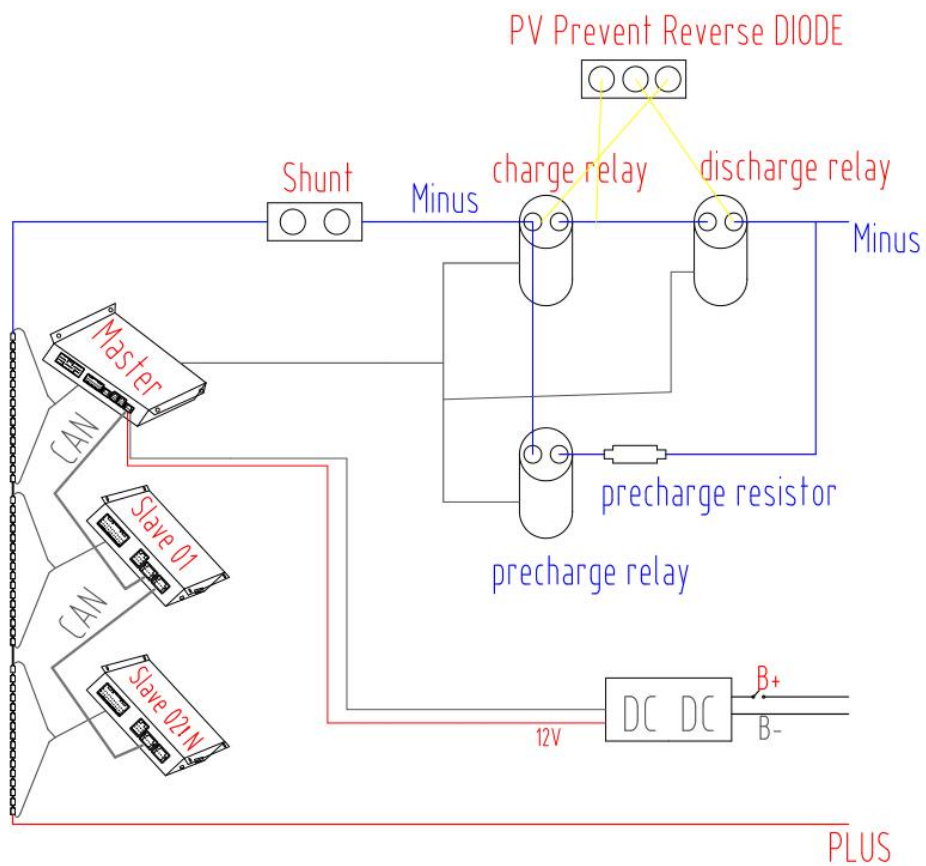 PV Prevent Reverse DIODE
Shunt
Minus
charge relay
discharge relay
Minus
Master
CAN
precharge resistor
Slave 01
precharge relay
CAN
Slave 02t N
DC DC
B+
B-
12V
PLUS